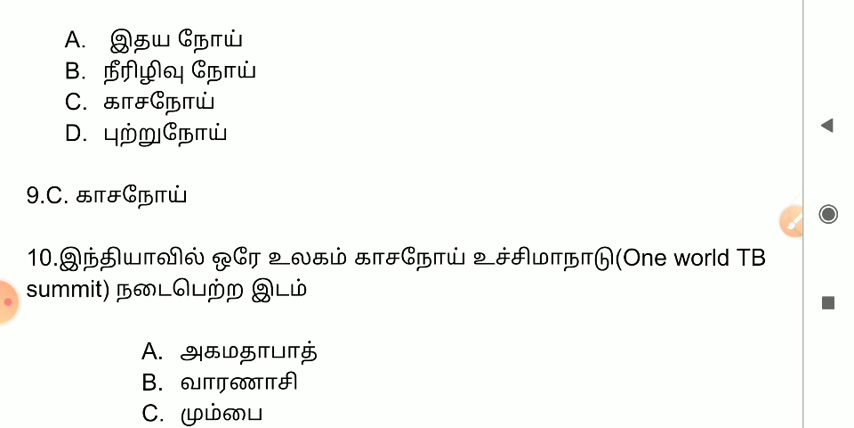 A. இதய நோய்
B. நீரிழிவு நோய்
C. காசநோய்
D. புற்றுநோய்
9.C. காசநோய்
10.இந்தியாவில் ஒரே உலகம் காசநோய் உச்சிமாநாடு(One world TB
summit) நடைபெற்ற இடம்
A. அகமதாபாத்
B. வாரணாசி
C. மும்பை